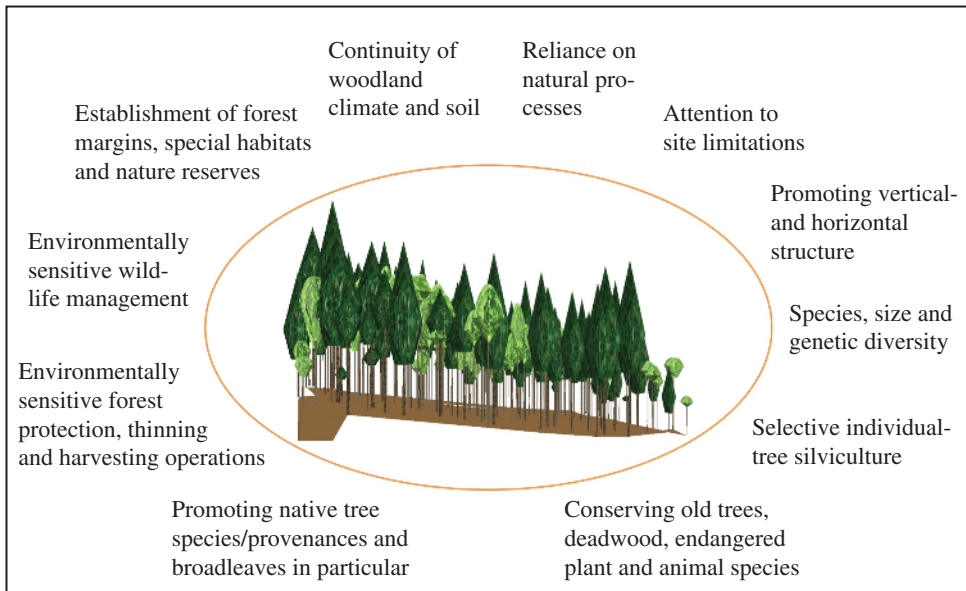 Continuity of
woodland
climate and soil
Reliance on
natural pro-
cesses
Attention to
site limitations
Promoting vertical-
and horizontal
structure
Species, size and
genetic diversity
Selective individual-
tree silviculture
Conserving old trees,
deadwood, endangered
plant and animal species
Promoting native tree
species/provenances and
broadleaves in particular
Environmentally
sensitive forest
protection, thinning
and harvesting operations
Environmentally
sensitive wild-
life management
Establishment of forest
margins, special habitats
and nature reserves